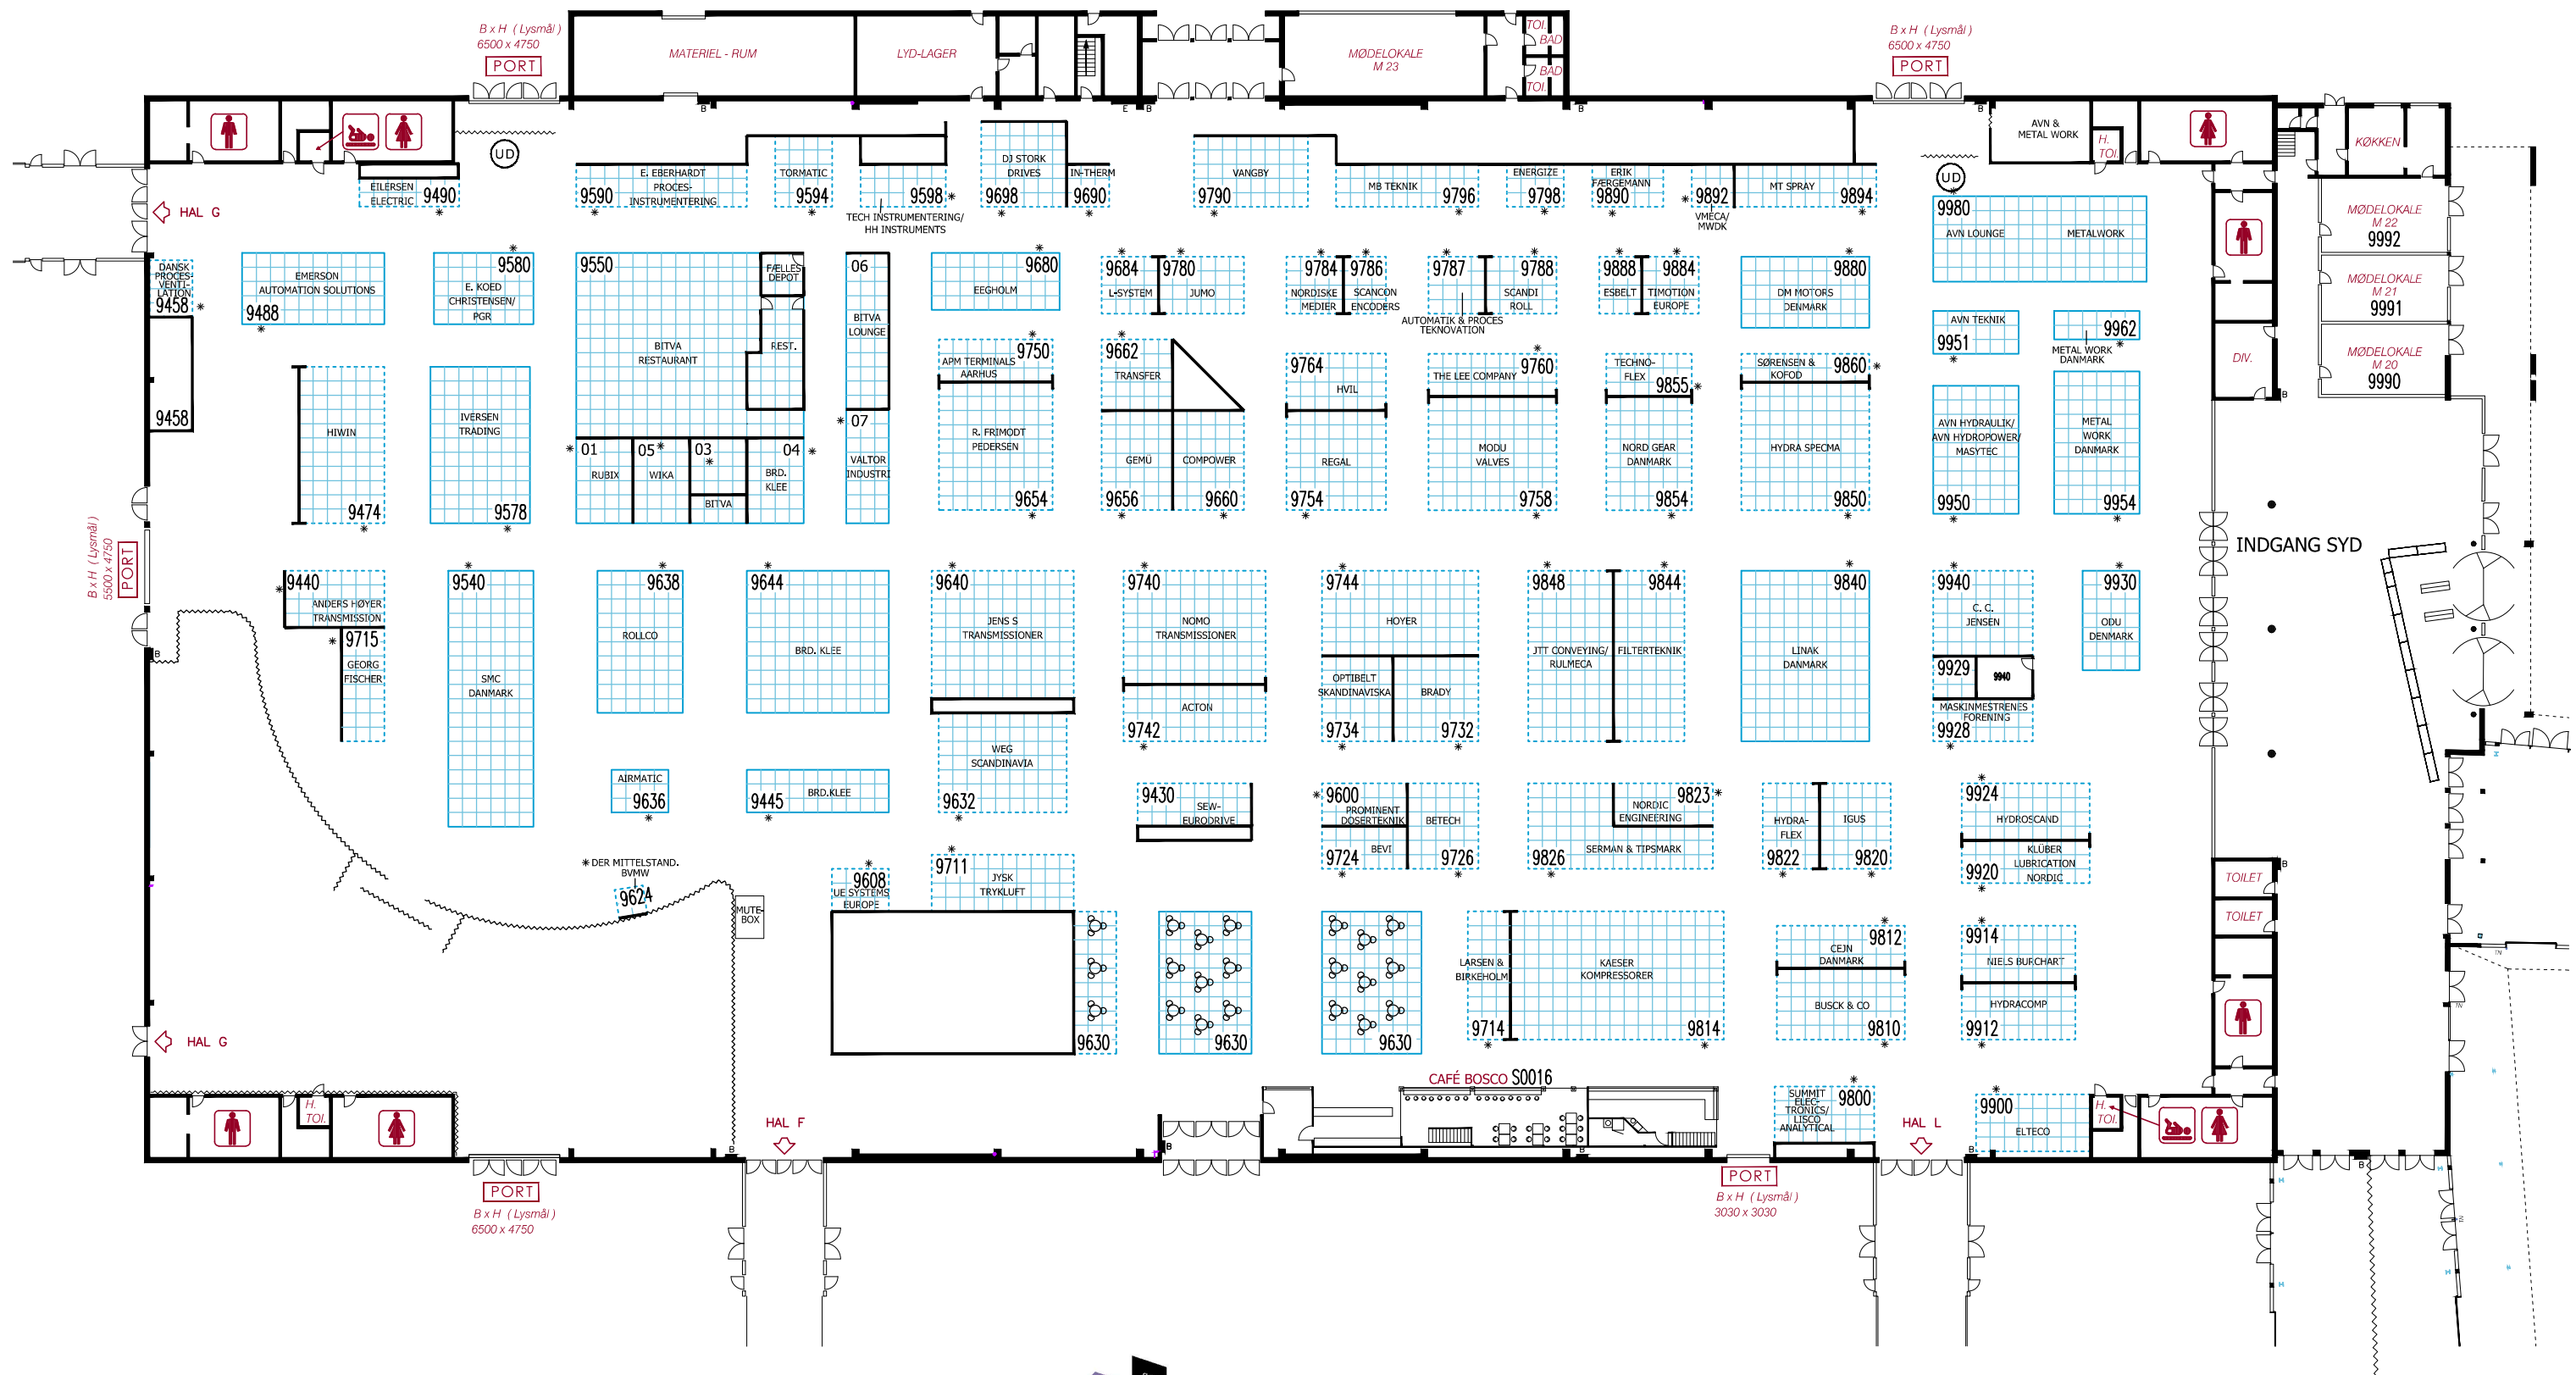 B x H ( Lysmål )
6500 x 4750
PORT
MATERIEL - RUM
LYD-LAGER
MØDELOKALE
M 23
TOI.
BAD
BAD
TOI.
B x H ( Lysmål )
6500 x 4750
PORT
UD
EILERSEN
ELECTRIC 9490
E. EBERHARDT
PROCES-
9590 INSTRUMENTERING
TORMATIC
9594
9598
TECH INSTRUMENTERING/
HH INSTRUMENTS
DJ STORK
DRIVES
9698
IN-THERM
9690
VANGBY
9790
MB TEKNIK
9796
ENERGIZE
9798
ERIK
FÆRGEMANN
9890
9892
VMECA/
MWDK
MT SPRAY
9894
AVN &
METAL WORK
H.
TOI.
KØKKEN
UD
9980
AVN LOUNGE
METALWORK
MØDELOKALE
M 22
9992
MØDELOKALE
M 21
9991
MØDELOKALE
M 20
9990
DIV.
HAL G
DANSK
PROCES-
VENTI-
LATION
9458
9458
EMERSON
AUTOMATION SOLUTIONS
9488
9580
E. KOED
CHRISTENSEN/
PGR
9550
BITVA
RESTAURANT
FÆLLES
DEPOT
REST.
06
BITVA
LOUNGE
07
VALTOR
INDUSTRI
9680
EEGHOLM
9684
L-SYSTEM
9780
JUMO
9784
NORDISKE
MEDIER
9786
SCANCON
ENCODERS
9787
AUTOMATIK & PROCES
TEKNOVATION
9788
SCANDI
ROLL
9888
ESBELT
9884
TIMOTION
EUROPE
9880
DM MOTORS
DENMARK
AVN TEKNIK
9951
9962
METAL WORK
DANMARK
HIWIN
9474
IVERSEN
TRADING
9578
01
RUBIX
05
WIKA
03
BITVA
04
BRD.
KLEE
APM TERMINALS
AARHUS
9750
R. FRIMODT
PEDERSEN
9654
9662
TRANSFER
GEMÜ
9656
COMPOWER
9660
9764
HVIL
REGAL
9754
THE LEE COMPANY
9760
MODU
VALVES
9758
TECHNO-
FLEX
9855
NORD GEAR
DANMARK
9854
SØRENSEN &
KOFOD
9860
HYDRA SPECMA
9850
AVN HYDRAULIK/
AVN HYDROPOWER/
MASYTEC
9950
METAL
WORK
DANMARK
9954
B x H ( Lysmål )
5500 x 4750
PORT
INDGANG SYD
9440
ANDERS HØYER
TRANSMISSION
9715
GEORG
FISCHER
9540
SMC
DANMARK
9638
ROLLCO
9644
BRD. KLEE
9640
JENS S
TRANSMISSIONER
9740
NOMO
TRANSMISSIONER
ACTON
9742
9744
HOYER
OPTIBELT
SKANDINAVISKA
9734
BRADY
9732
9848
JTT CONVEYING/
RULMECA
9844
FILTERTEKNIK
9840
LINAK
DANMARK
9940
C. C.
JENSEN
9929
9940
MASKINMESTRENES
FORENING
9928
9930
ODU
DENMARK
AIRMATIC
9636
BRD.KLEE
9445
WEG
SCANDINAVIA
9632
9430
SEW-
EURODRIVE
9600
PROMINENT
DOSERTEKNIK
BEVI
9724
BETECH
9726
9823
NORDIC
ENGINEERING
SERMAN & TIPSMARK
9826
HYDRA-
FLEX
9822
IGUS
9820
9924
HYDROSCAND
KLÜBER
LUBRICATION
NORDIC
9920
DER MITTELSTAND.
BVMW
9624
MUTE-
BOX
9608
UE SYSTEMS
EUROPE
9711
JYSK
TRYKLUFT
9630
9630
9630
LARSEN &
BIRKEHOLM
9714
KAESER
KOMPRESSORER
9814
9812
CEJN
DANMARK
BUSCK & CO
9810
9914
NIELS BURCHART
HYDRACOMP
9912
TOILET
TOILET
HAL G
H.
TOI.
HAL F
CAFÉ BOSCO S0016
SUMMIT
ELEC-
TRONICS/
LISCO
ANALYTICAL
9800
HAL L
9900
ELTECO
H.
TOI.
PORT
B x H ( Lysmål )
6500 x 4750
PORT
B x H ( Lysmål )
3030 x 3030